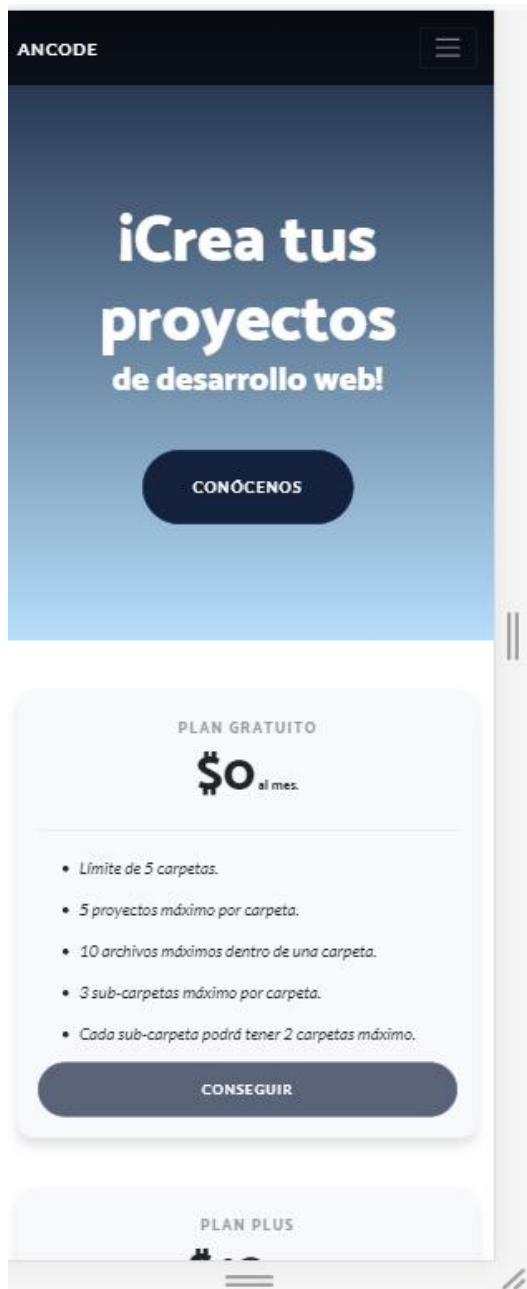 ANCODE
¡Crea tus
proyectos
de desarrollo web!
CONÓCENOS
PLAN GRATUITO
$0 al mes.
• Límite de 5 carpetas.
• 5 proyectos máximo por carpeta.
• 10 archivos máximos dentro de una carpeta.
• 3 sub-carpetas máximo por carpeta.
• Cada sub-carpeta podrá tener 2 carpetas máximo.
CONSEGUIR
PLAN PLUS